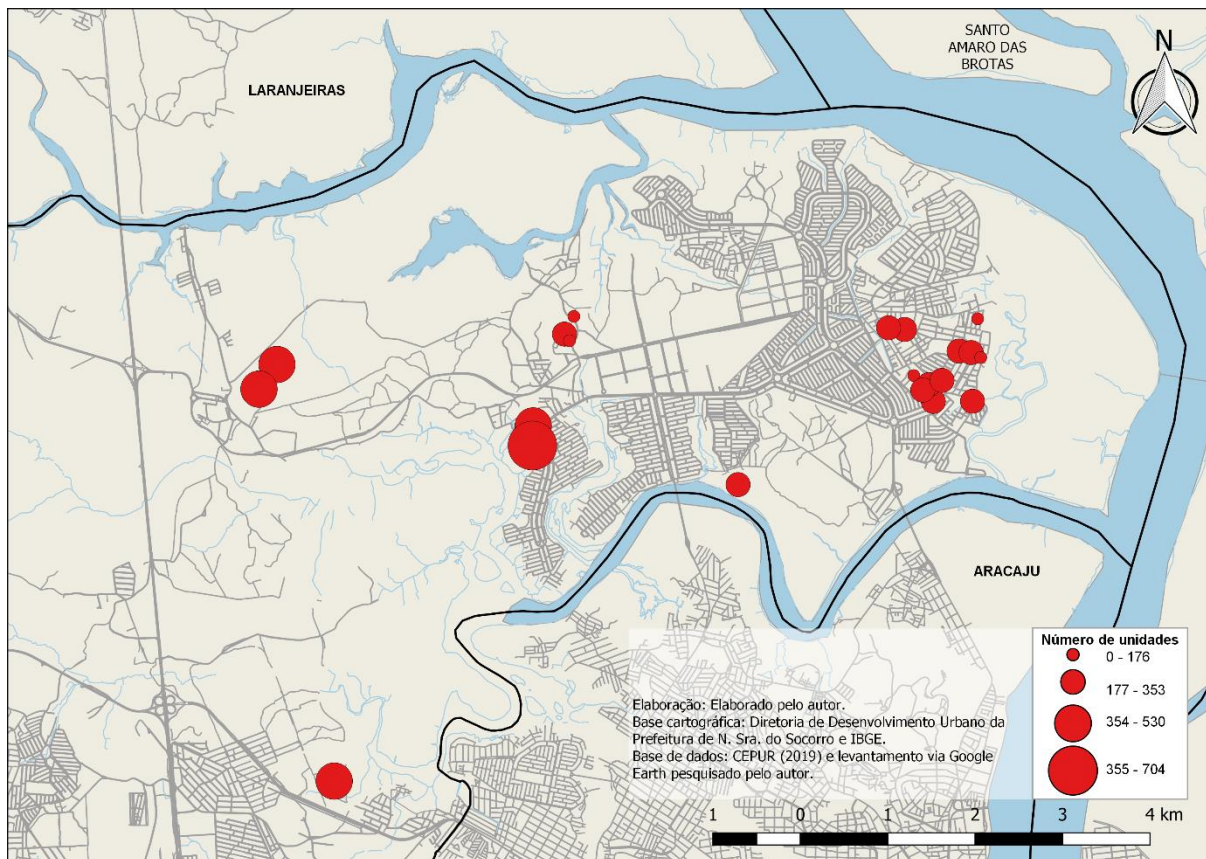 SANTO
AMARO DAS
BROTAS
N
LARANJEIRAS
ARACAJU
Número de unidades
0 - 176
177 - 353
354 - 530
355 - 704
Elaboração: Elaborado pelo autor.
Base cartográfica: Diretoria de Desenvolvimento Urbano da
Prefeitura de N. Sra. do Socorro e IBGE.
Base de dados: CEPUR (2019) e levantamento via Google
Earth pesquisado pelo autor.
1 0 1 2 3 4 km